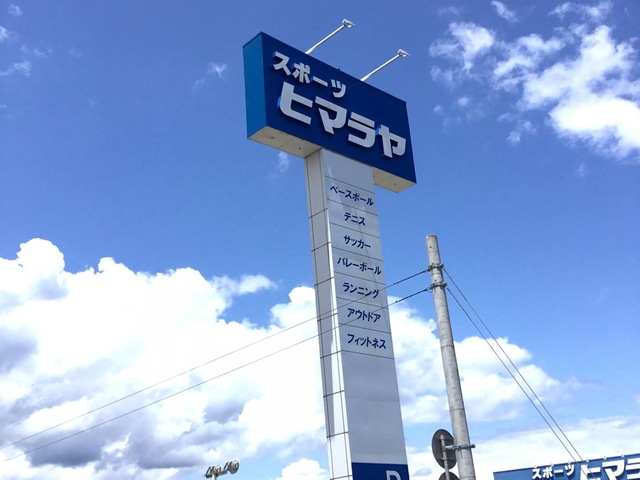 スポーツ
ヒマラヤ
ベースボール
テニス
サッカー
バレーボール
ランニング
アウトドア
フィットネス
P
スポーツ
ヒマラヤ